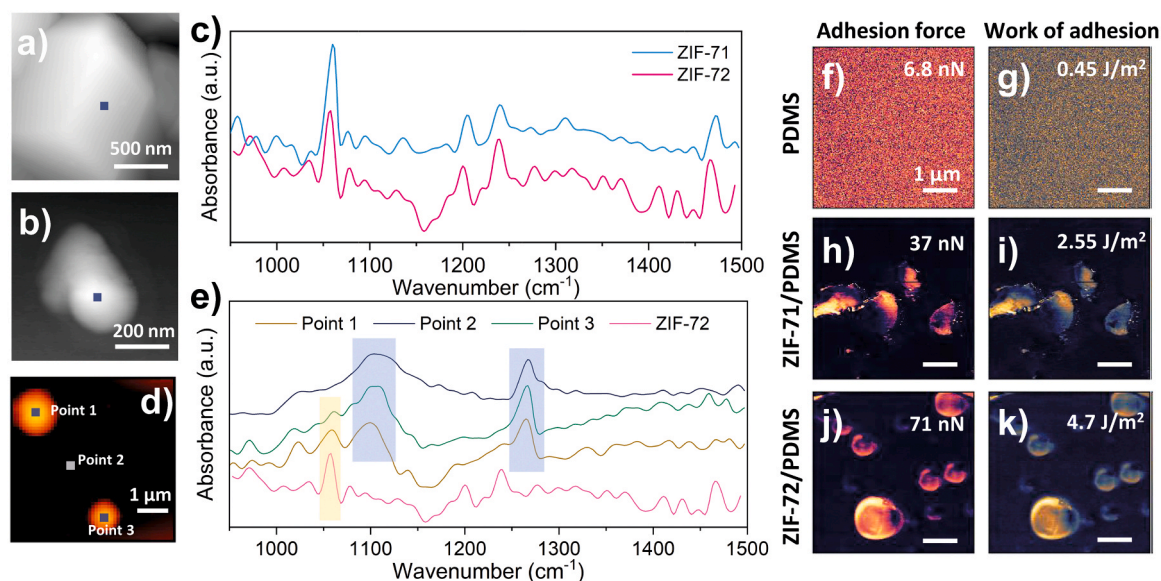 a)
500 nm
b)
200 nm
d)
Point 1
Point 2
1 µm
Point 3
c)
Absorbance (a.u.)
ZIF-71
ZIF-72
1000 1100 1200 1300 1400 1500
Wavenumber (cm⁻¹)
e)
Absorbance (a.u.)
Point 1 Point 2 Point 3 ZIF-72
1000 1100 1200 1300 1400 1500
Wavenumber (cm⁻¹)
Adhesion force Work of adhesion
PDMS
f) 6.8 nN
1 µm
g) 0.45 J/m²
ZIF-71/PDMS
h) 37 nN
i) 2.55 J/m²
ZIF-72/PDMS
j) 71 nN
k) 4.7 J/m²